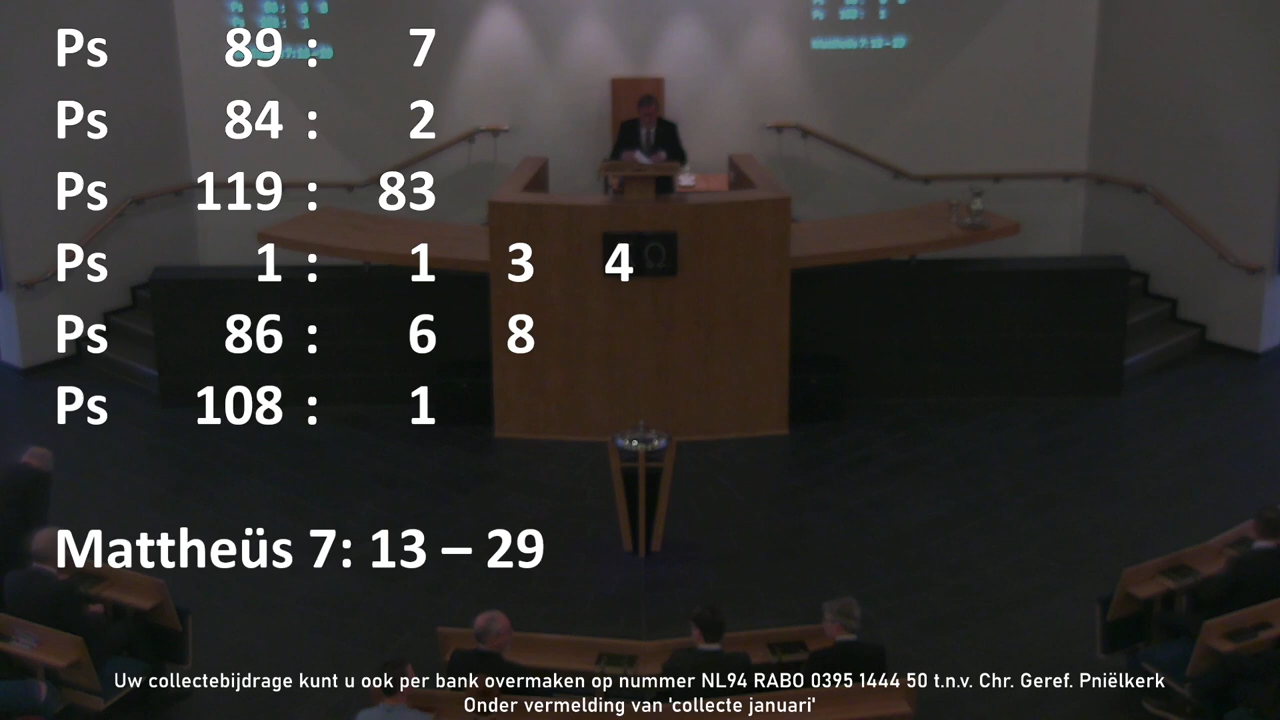 Ps 89 : 7
Ps 84 : 2
Ps 119 : 83
Ps 1 : 1 3 4
Ps 86 : 6 8
Ps 108 : 1
Mattheüs 7: 13 – 29
Uw collectebijdrage kunt u ook per bank overmaken op nummer NL94 RABO 0395 1444 50 t.n.v. Chr. Geref. Pniëlkerk
Onder vermelding van 'collecte januari'